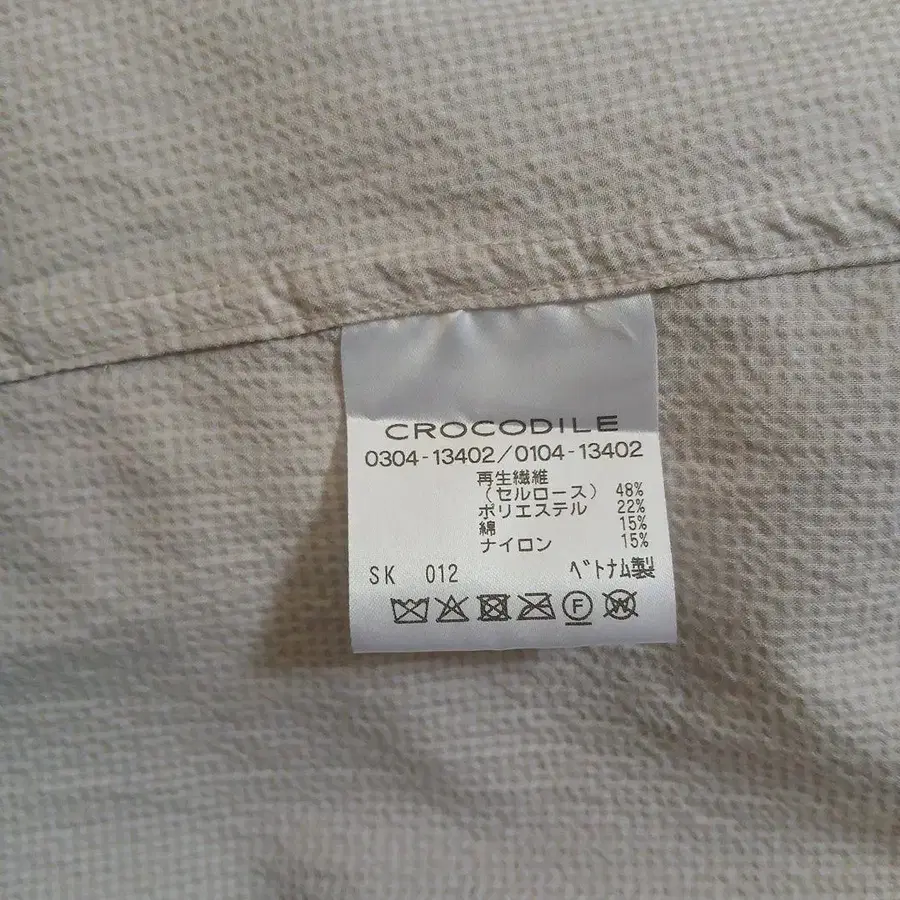 CROCODILE
0304-13402/0104-13402
再生繊維
(セルロース) 48%
ポリエステル 22%
綿 15%
ナイロン 15%
SK 012 ベトナム製
F W